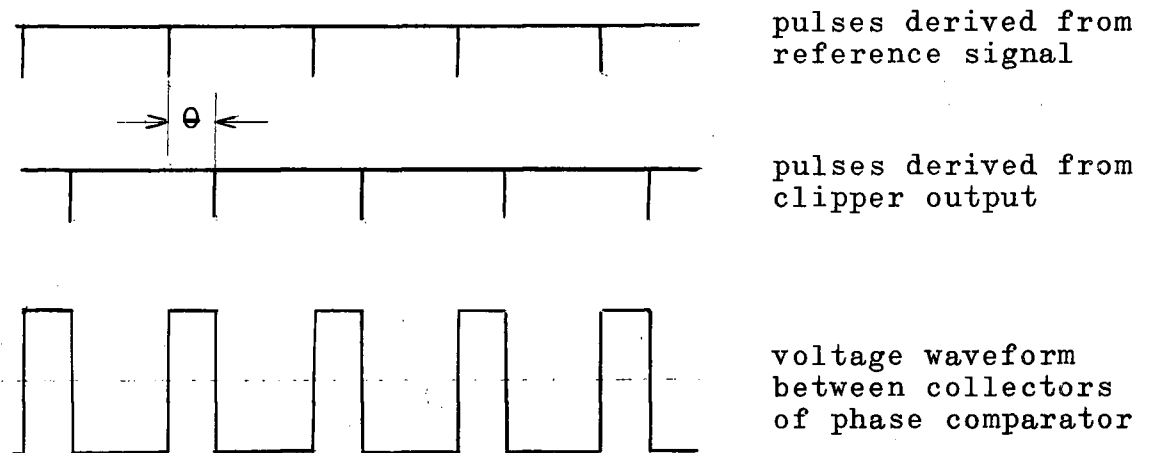 pulses derived from
reference signal
θ
pulses derived from
clipper output
voltage waveform
between collectors
of phase comparator